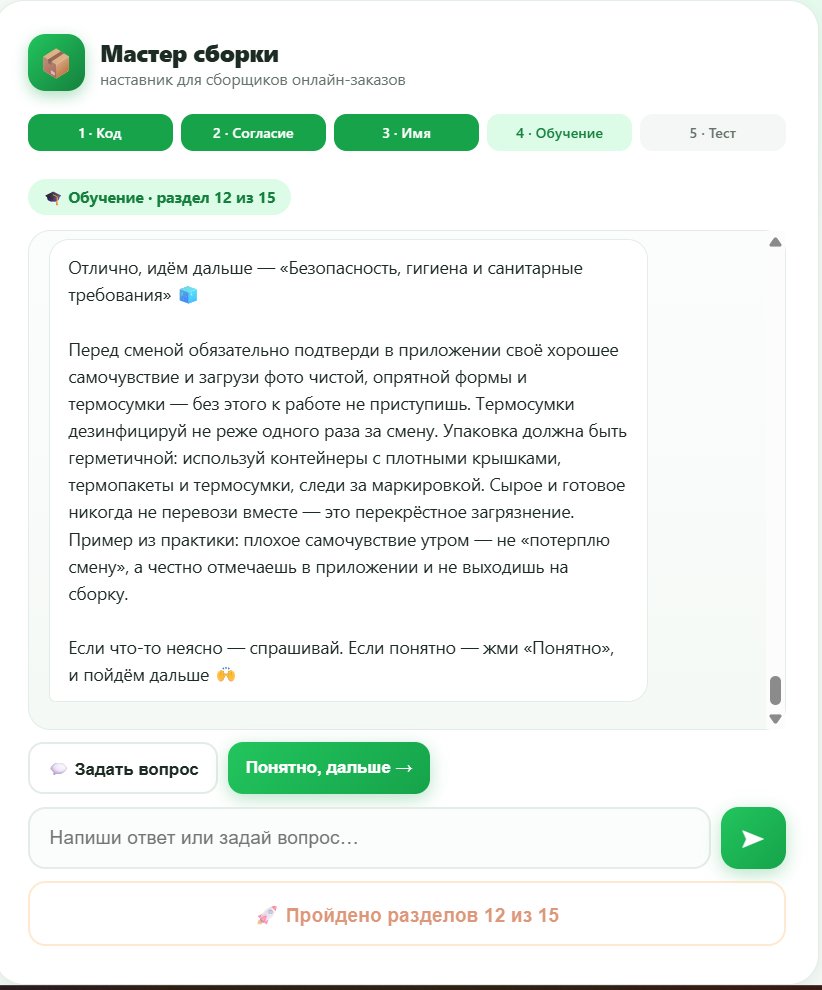 Мастер сборки
наставник для сборщиков онлайн-заказов
1 · Код
2 · Согласие
3 · Имя
4 · Обучение
5 · Тест
Обучение · раздел 12 из 15
Отлично, идём дальше — «Безопасность, гигиена и санитарные
требования»
Перед сменой обязательно подтверди в приложении своё хорошее
самочувствие и загрузи фото чистой, опрятной формы и
термосумки — без этого к работе не приступишь. Термосумки
дезинфицируй не реже одного раза за смену. Упаковка должна быть
герметичной: используй контейнеры с плотными крышками,
термопакеты и термосумки, следи за маркировкой. Сырое и готовое
никогда не перевози вместе — это перекрёстное загрязнение.
Пример из практики: плохое самочувствие утром — не «потерплю
смену», а честно отмечаешь в приложении и не выходишь на
сборку.
Если что-то неясно — спрашивай. Если понятно — жми «Понятно»,
и пойдём дальше
Задать вопрос
Понятно, дальше →
Напиши ответ или задай вопрос...
Пройдено разделов 12 из 15